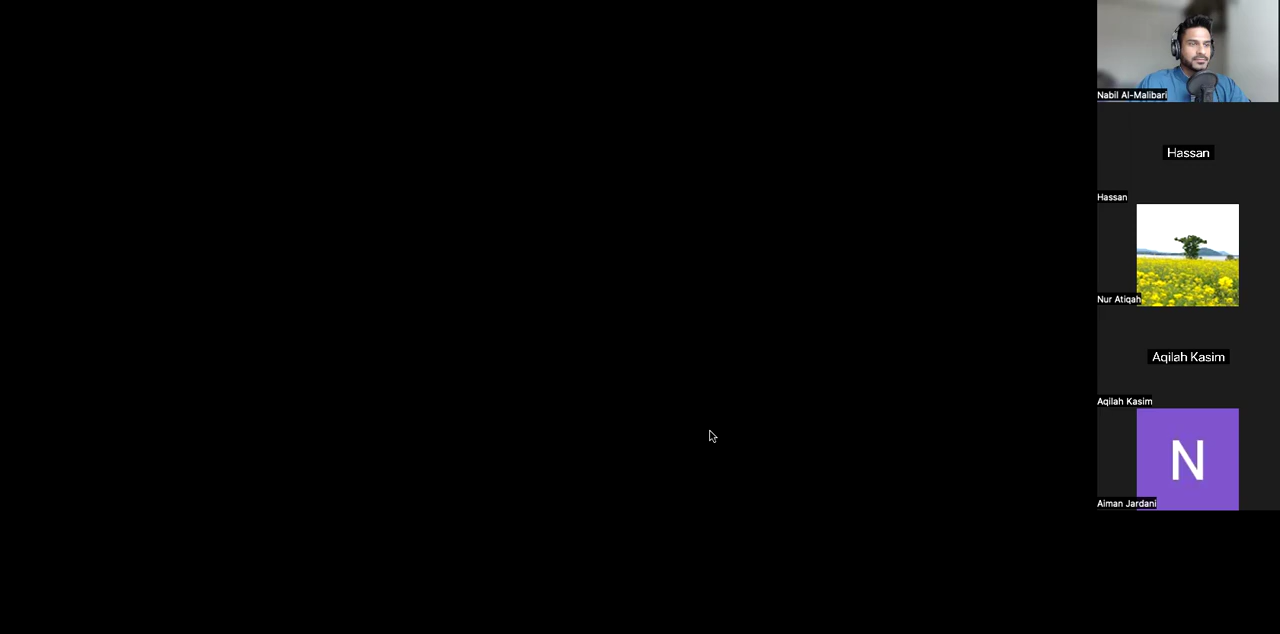 Nabil Al-Malibari
Hassan
Hassan
Nur Atiqah
Aqilah Kasim
Aqilah Kasim
N
Aiman Jardani